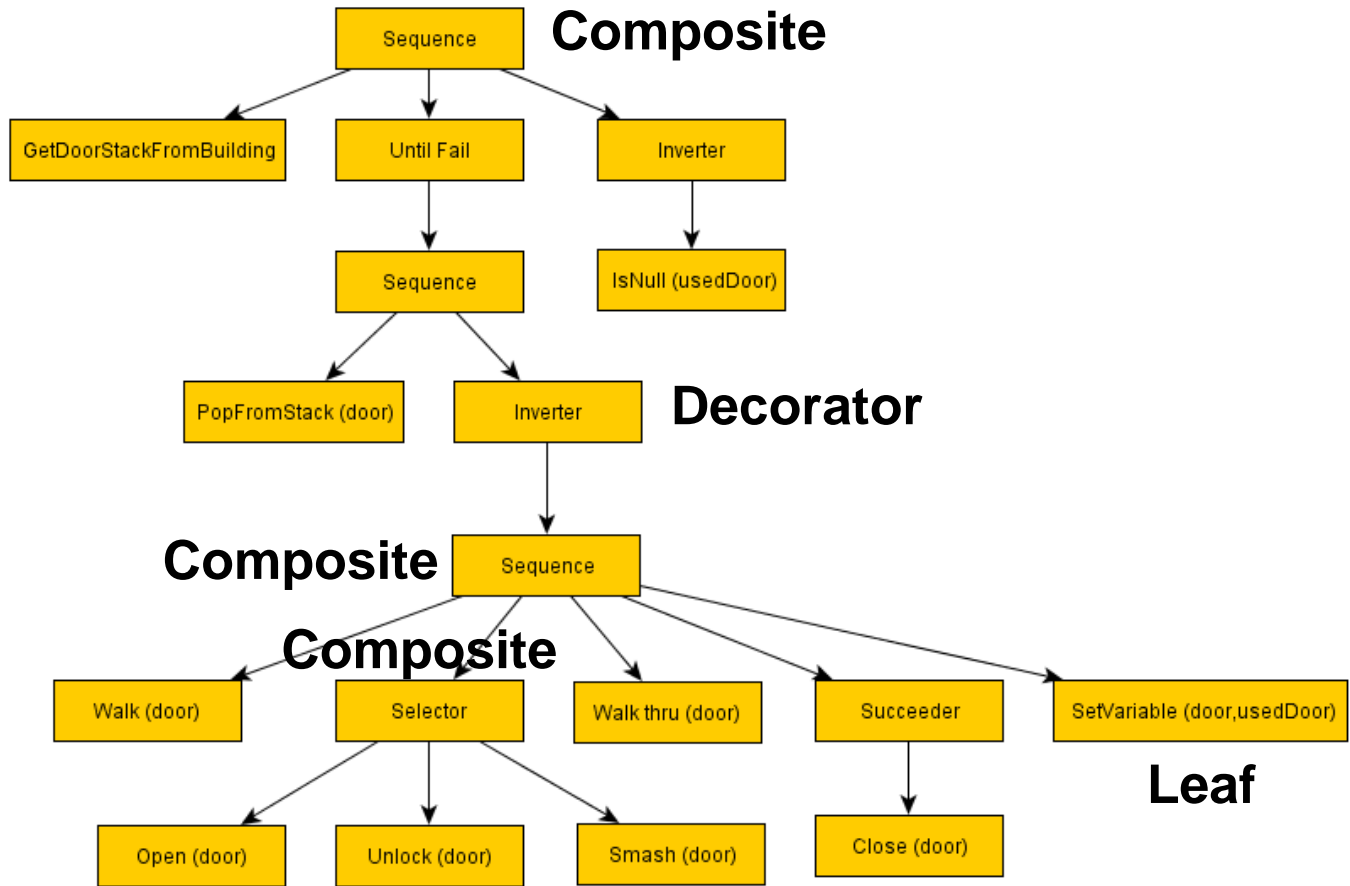 Sequence
Composite
GetDoorStackFromBuilding
Until Fail
Inverter
Sequence
IsNull (usedDoor)
PopFromStack (door)
Inverter
Decorator
Composite
Sequence
Composite
Walk (door)
Selector
Walk thru (door)
Succeeder
SetVariable (door,usedDoor)
Leaf
Open (door)
Unlock (door)
Smash (door)
Close (door)